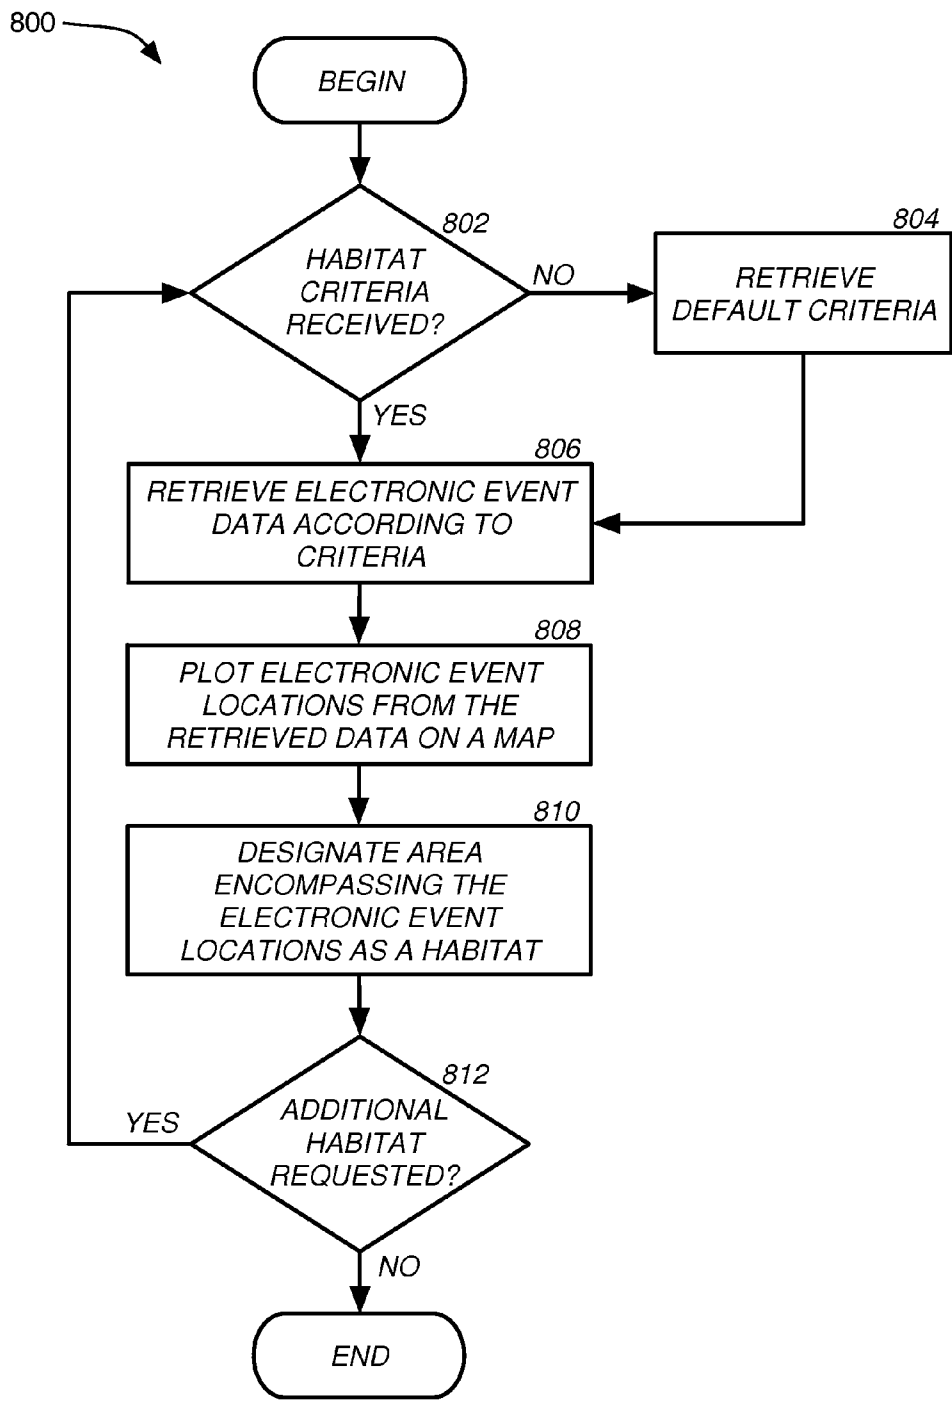 800
BEGIN
802
HABITAT
CRITERIA
RECEIVED?
NO
804
RETRIEVE
DEFAULT CRITERIA
YES
806
RETRIEVE ELECTRONIC EVENT
DATA ACCORDING TO
CRITERIA
808
PLOT ELECTRONIC EVENT
LOCATIONS FROM THE
RETRIEVED DATA ON A MAP
810
DESIGNATE AREA
ENCOMPASSING THE
ELECTRONIC EVENT
LOCATIONS AS A HABITAT
812
YES
ADDITIONAL
HABITAT
REQUESTED?
NO
END